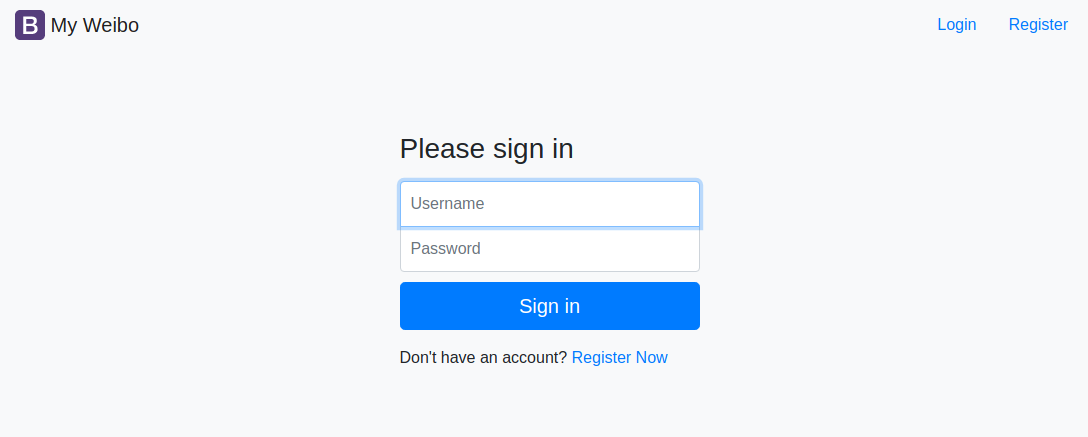 B My Weibo Login Register
Please sign in
Username
Password
Sign in
Don't have an account? Register Now